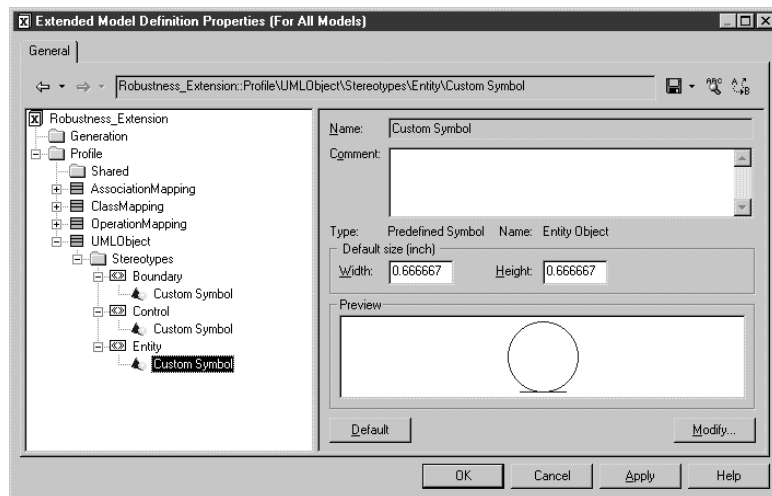 Extended Model Definition Properties (For All Models)
General
Robustness_Extension::Profile\UMLObject\Stereotypes\Entity\Custom Symbol
Robustness_Extension
Generation
Profile
Shared
AssociationMapping
ClassMapping
OperationMapping
UMLObject
Stereotypes
Boundary
Custom Symbol
Control
Custom Symbol
Entity
Custom Symbol
Name: Custom Symbol
Comment:
Type: Predefined Symbol Name: Entity Object
Default size (inch)
Width: 0.666667 Height: 0.666667
Preview
Default Modify...
OK Cancel Apply Help